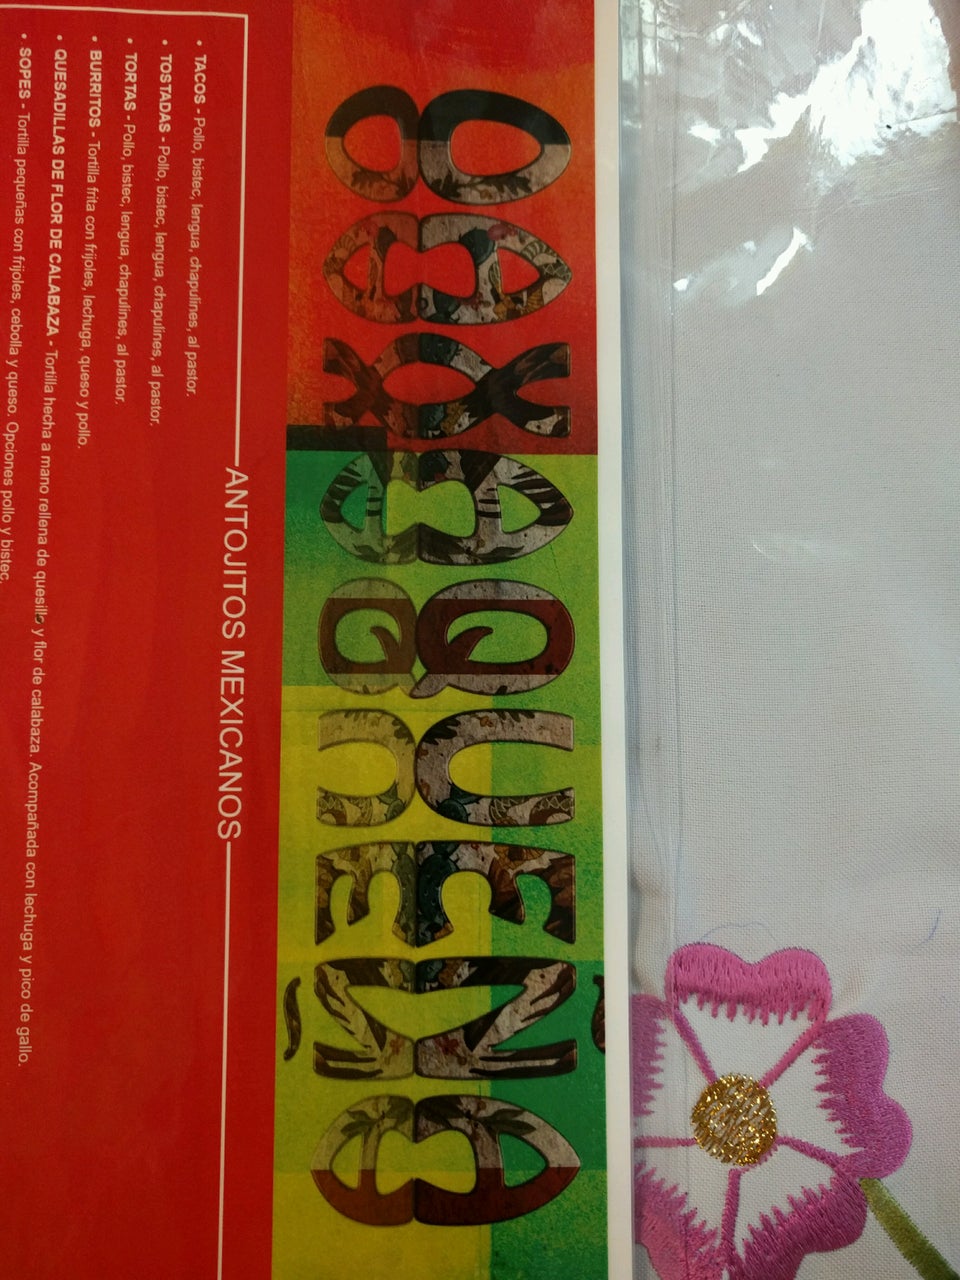 OAXAQUEÑA
ANTOJITOS MEXICANOS
• TACOS - Pollo, bistec, lengua, chapulines, al pastor.
• TOSTADAS - Pollo, bistec, lengua, chapulines, al pastor,
• TORTAS - Pollo, bistec, lengua, chapulines, al pastor.
• BURRITOS - Tortilla frita con frijoles, lechuga, queso y pollo.
• QUESADILLAS DE FLOR DE CALABAZA - Tortilla hecha a mano rellena de quesillo y flor de calabaza. Acompañada con lechuga y pico de gallo.
• SOPES - Tortilla pequeñas con frijoles, cebolla y queso. Opciones pollo y bistec.